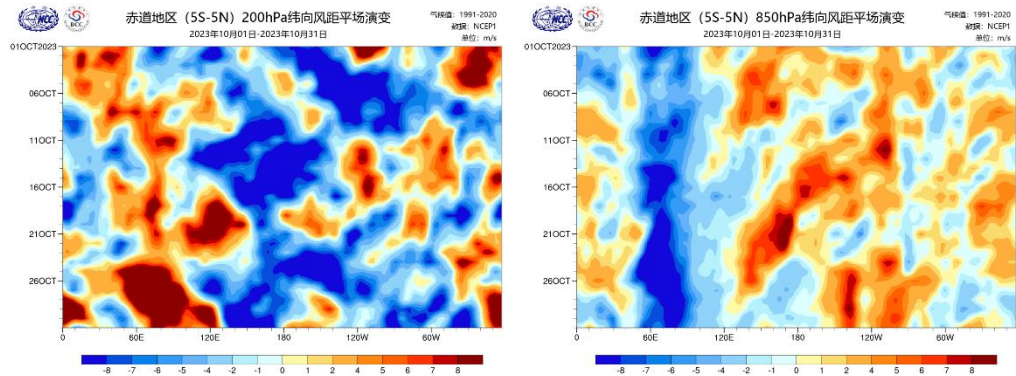 NCC
BCC
赤道地区（5S-5N）200hPa纬向风距平场演变
2023年10月01日-2023年10月31日
气候值：1991-2020
数据：NCEP1
单位：m/s
01OCT2023
06OCT
11OCT
16OCT
21OCT
26OCT
0 60E 120E 180 120W 60W
-8 -7 -6 -5 -4 -2 -1 0 1 2 4 5 6 7 8
NCC
BCC
赤道地区（5S-5N）850hPa纬向风距平场演变
2023年10月01日-2023年10月31日
气候值：1991-2020
数据：NCEP1
单位：m/s
01OCT2023
06OCT
11OCT
16OCT
21OCT
26OCT
0 60E 120E 180 120W 60W
-8 -7 -6 -5 -4 -2 -1 0 1 2 4 5 6 7 8